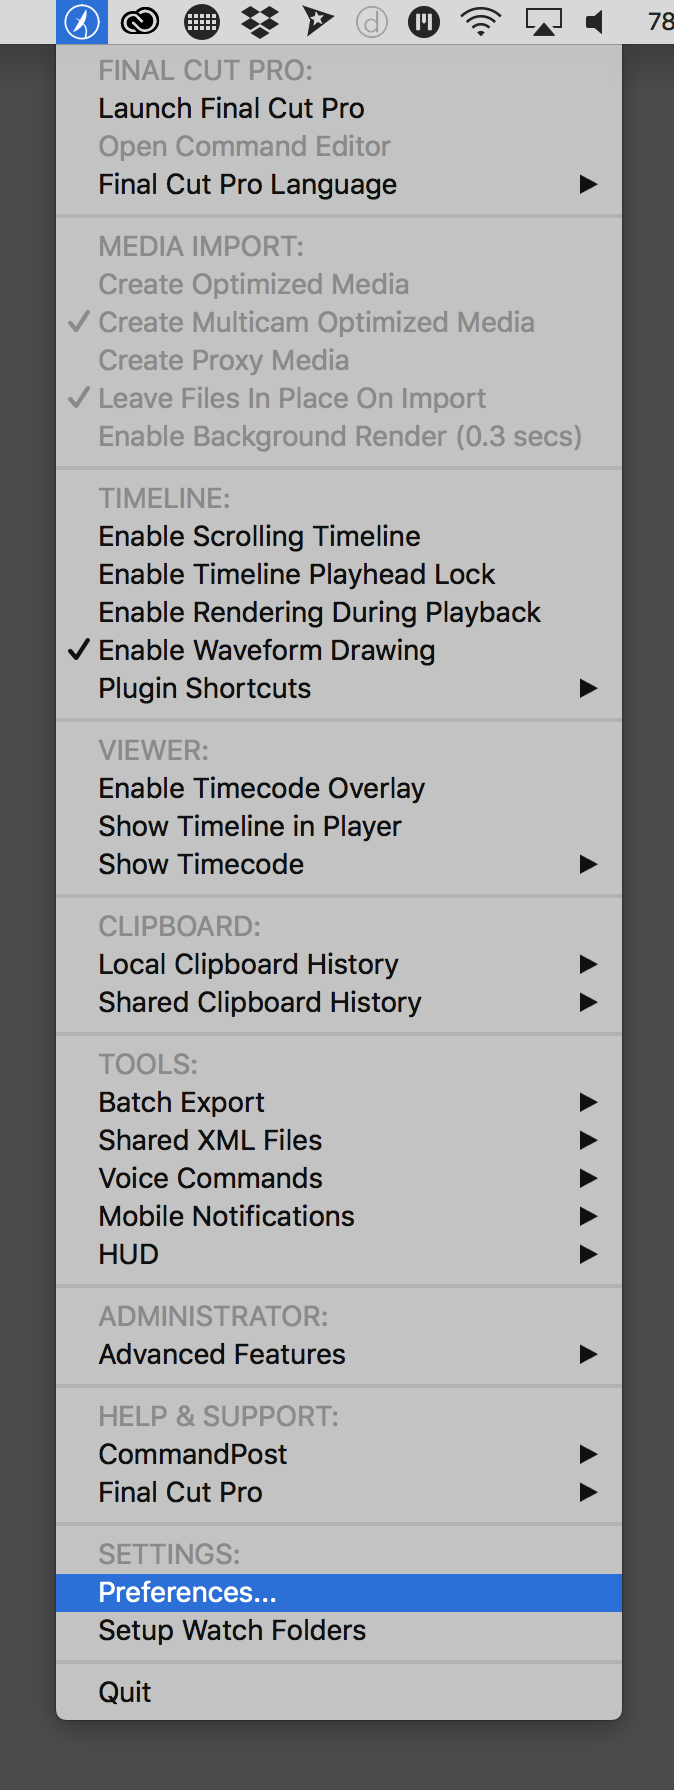 78
FINAL CUT PRO:
Launch Final Cut Pro
Open Command Editor
Final Cut Pro Language
MEDIA IMPORT:
Create Optimized Media
Create Multicam Optimized Media
Create Proxy Media
Leave Files In Place On Import
Enable Background Render (0.3 secs)
TIMELINE:
Enable Scrolling Timeline
Enable Timeline Playhead Lock
Enable Rendering During Playback
Enable Waveform Drawing
Plugin Shortcuts
VIEWER:
Enable Timecode Overlay
Show Timeline in Player
Show Timecode
CLIPBOARD:
Local Clipboard History
Shared Clipboard History
TOOLS:
Batch Export
Shared XML Files
Voice Commands
Mobile Notifications
HUD
ADMINISTRATOR:
Advanced Features
HELP & SUPPORT:
CommandPost
Final Cut Pro
SETTINGS:
Preferences...
Setup Watch Folders
Quit